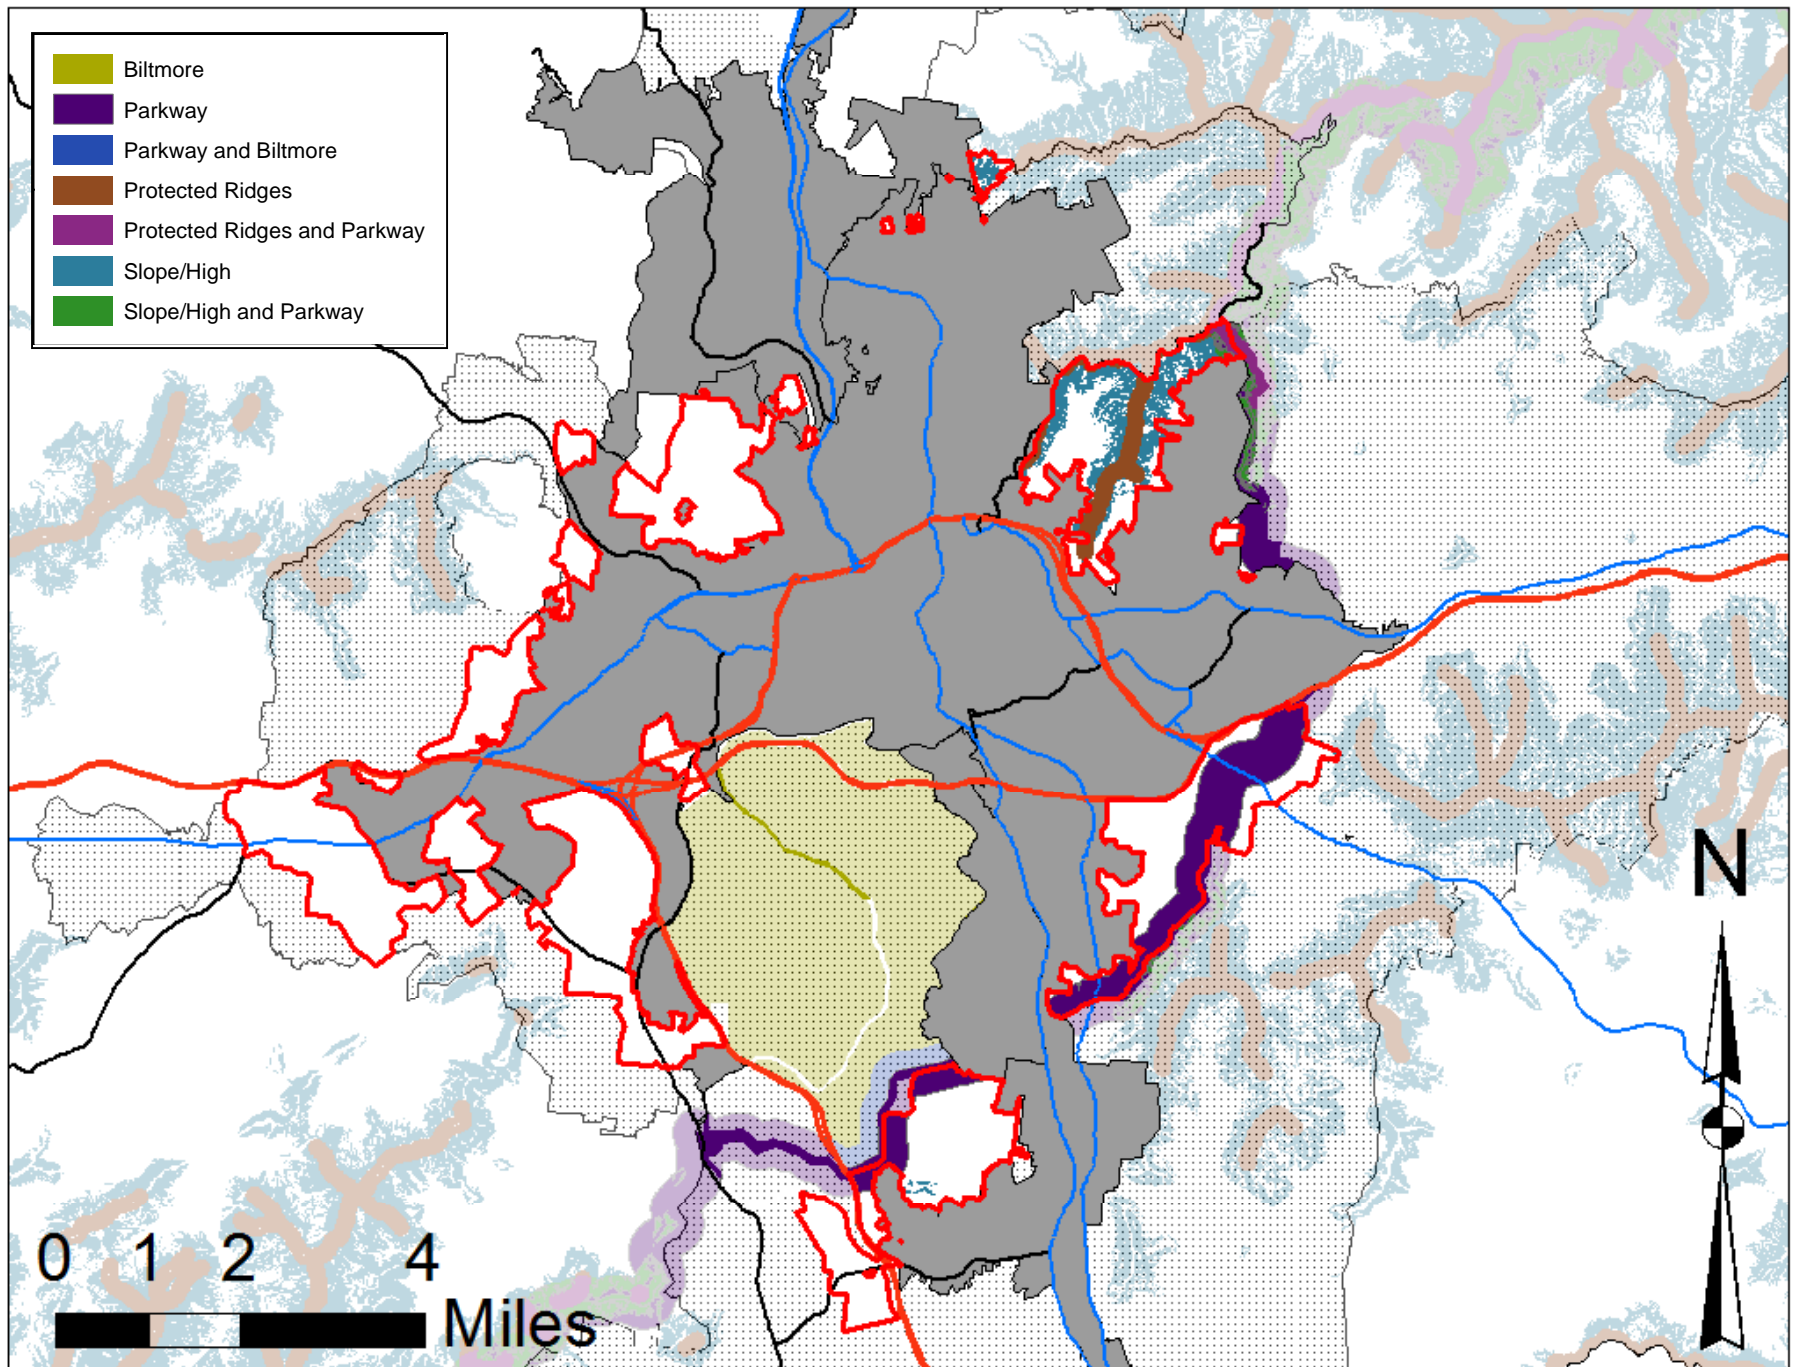 Biltmore
Parkway
Parkway and Biltmore
Protected Ridges
Protected Ridges and Parkway
Slope/High
Slope/High and Parkway
N
0 1 2 4
Miles